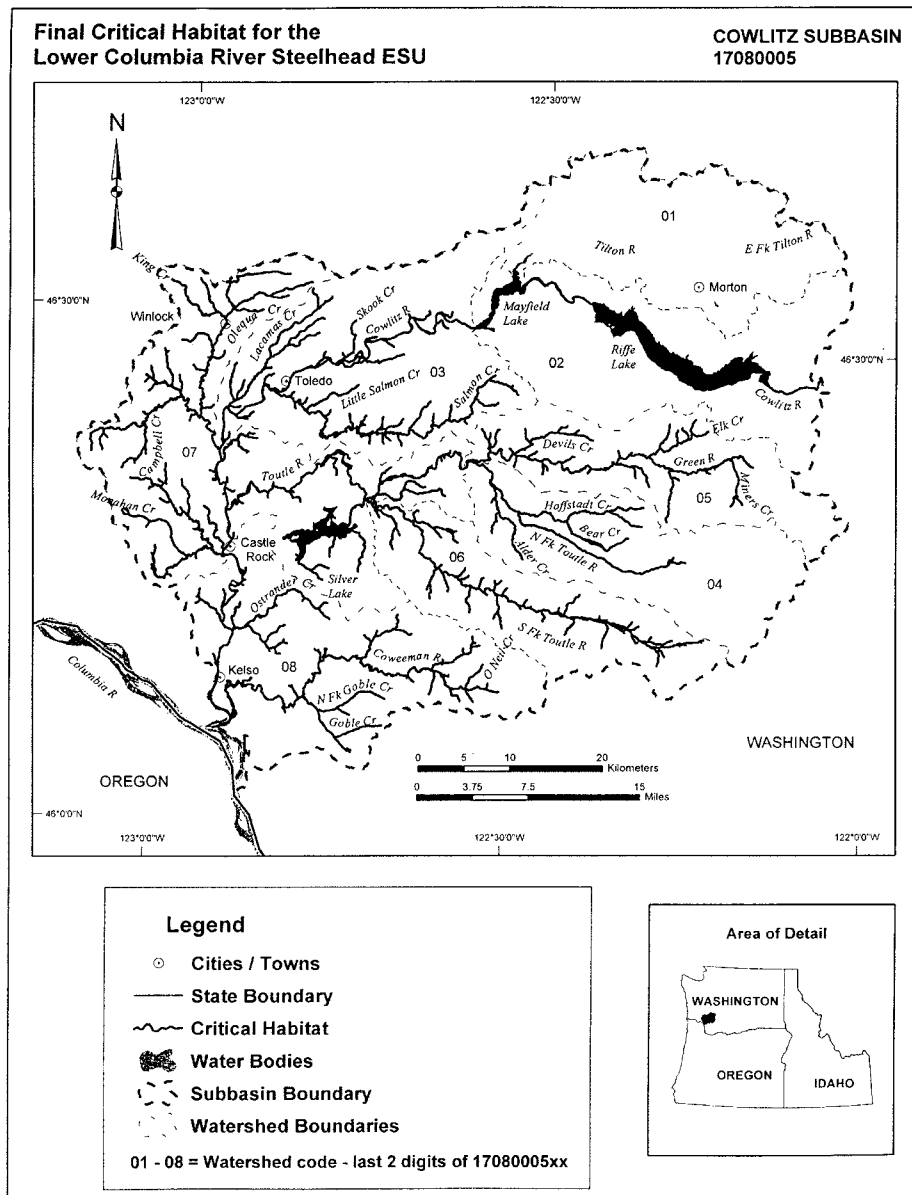 Final Critical Habitat for the
Lower Columbia River Steelhead ESU
COWLITZ SUBBASIN
17080005
123°0'0"W
122°30'0"W
N
01
Tilton R
E Fk Tilton R
King Cr
46°30'0"N
Morton
Winlock
Olequa Cr
Lacamas Cr
Skook Cr
Cowlitz R
Mayfield
Lake
Riffe
Lake
46°30'0"N
02
03
Toledo
Little Salmon Cr
Salmon Cr
Cowlitz R
Campbell Cr
07
Devils Cr
Elk Cr
Toutle R
Green R
Miners Cr
Monahan Cr
Hoffstadt Cr
05
Bear Cr
Castle
Rock
N Fk Toutle R
Alder Cr
06
04
Silver
Lake
Ostrander Cr
S Fk Toutle R
O Neil Cr
Columbia R
Kelso
08
Coweeman R
N Fk Goble Cr
Goble Cr
WASHINGTON
OREGON
0 5 10 20
Kilometers
0 3.75 7.5 15
Miles
46°0'0"N
123°0'0"W
122°30'0"W
122°0'0"W
Legend
Cities / Towns
State Boundary
Critical Habitat
Water Bodies
Subbasin Boundary
Watershed Boundaries
01 - 08 = Watershed code - last 2 digits of 17080005xx
Area of Detail
WASHINGTON
OREGON
IDAHO